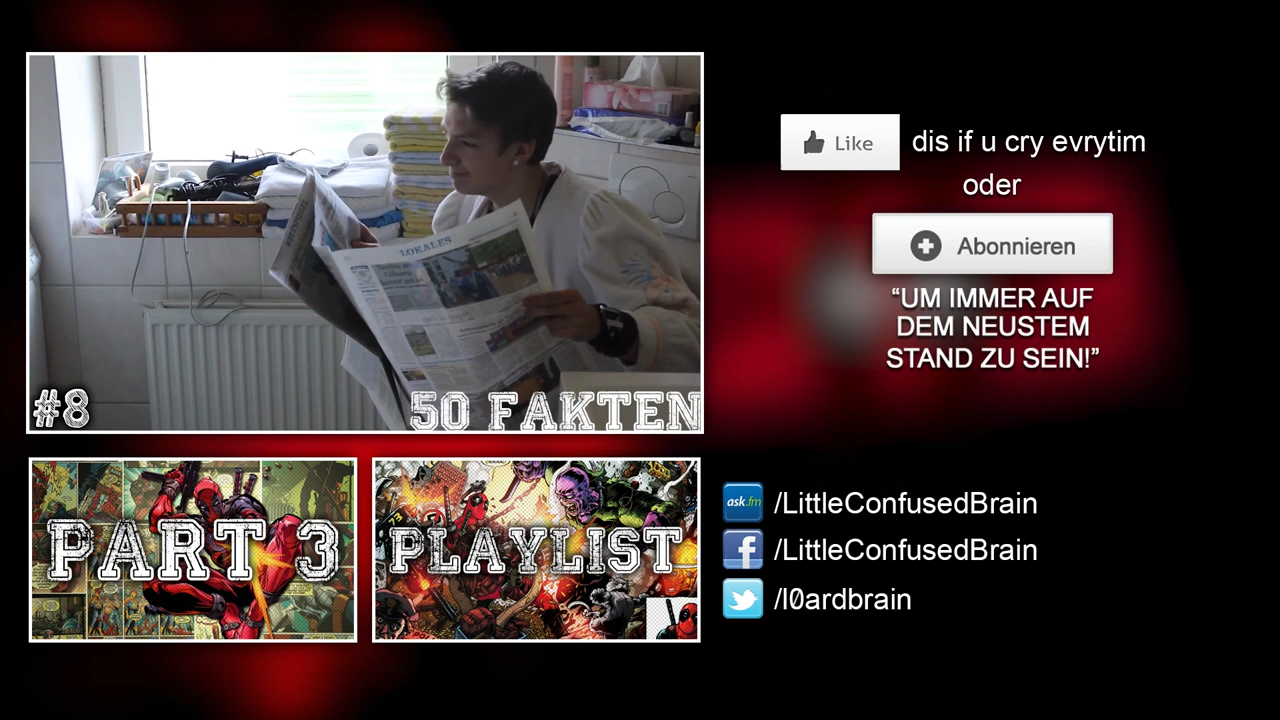 LOKALES
#8
50 FAKTEN
Like dis if u cry evrytim
oder
Abonnieren
“UM IMMER AUF
DEM NEUSTEM
STAND ZU SEIN!”
PART 3
PLAYLIST
ask.fm /LittleConfusedBrain
f /LittleConfusedBrain
/l0ardbrain